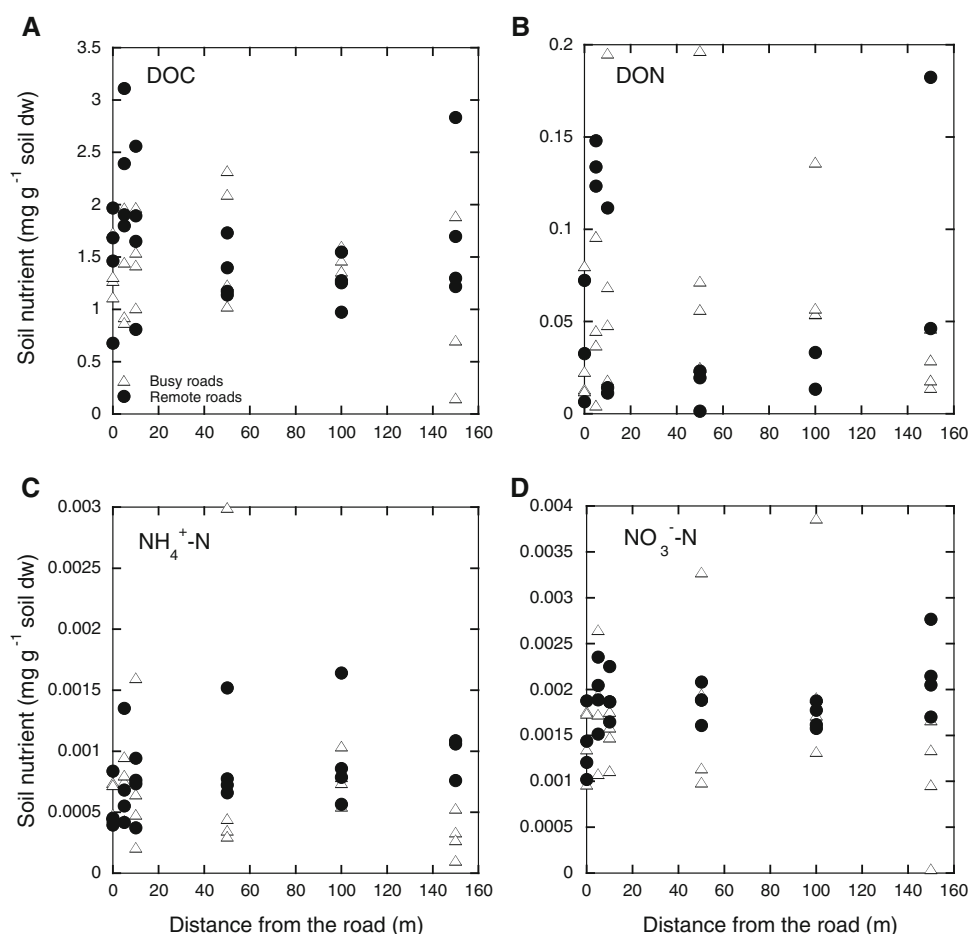 A
B
3.5
3
2.5
2
1.5
1
0.5
0
DOC
Soil nutrient (mg g⁻¹ soil dw)
Busy roads
Remote roads
0 20 40 60 80 100 120 140 160
0.2
0.15
0.1
0.05
0
DON
0 20 40 60 80 100 120 140 160
C
D
0.003
0.0025
0.002
0.0015
0.001
0.0005
0
NH₄⁺-N
Soil nutrient (mg g⁻¹ soil dw)
0 20 40 60 80 100 120 140 160
Distance from the road (m)
0.004
0.0035
0.003
0.0025
0.002
0.0015
0.001
0.0005
0
NO₃⁻-N
0 20 40 60 80 100 120 140 160
Distance from the road (m)